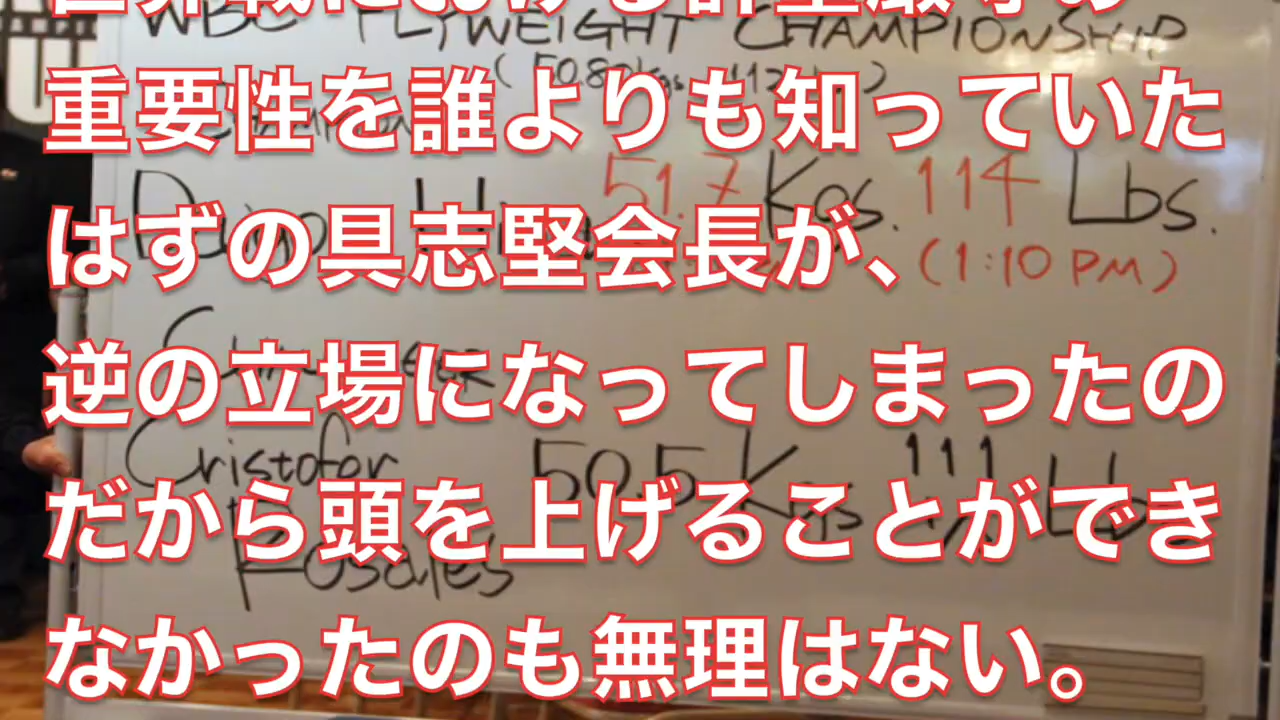 WBC FLYWEIGHT CHAMPIONSHIP
重要性を誰よりも知っていた
51.7 Kgs. 114 Lbs.
はずの具志堅会長が、
(1:10 PM)
逆の立場になってしまったの
Cristofor 50.5 Kgs 111
だから頭を上げることができ
Rosales
なかったのも無理はない。